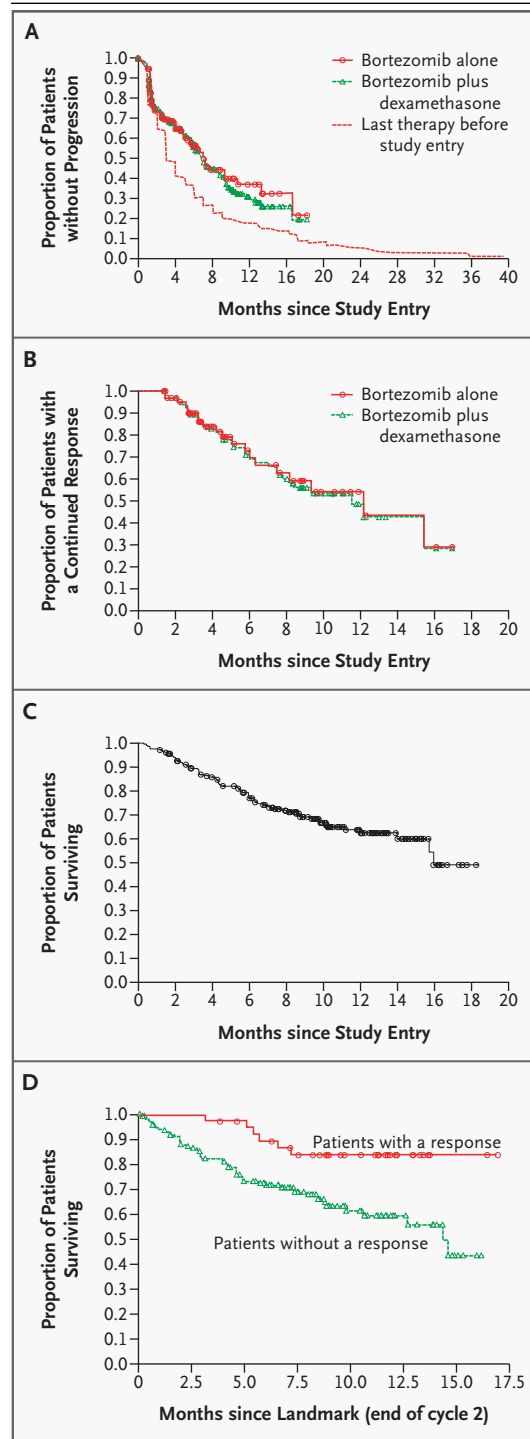 A
1.0
0.9
0.8
0.7
0.6
0.5
0.4
0.3
0.2
0.1
0.0
Proportion of Patients
without Progression
Bortezomib alone
Bortezomib plus
dexamethasone
Last therapy before
study entry
0 4 8 12 16 20 24 28 32 36 40
Months since Study Entry
B
1.0
0.9
0.8
0.7
0.6
0.5
0.4
0.3
0.2
0.1
0.0
Proportion of Patients with
a Continued Response
Bortezomib alone
Bortezomib plus
dexamethasone
0 2 4 6 8 10 12 14 16 18 20
Months since Study Entry
C
1.0
0.9
0.8
0.7
0.6
0.5
0.4
0.3
0.2
0.1
0.0
Proportion of Patients
Surviving
0 2 4 6 8 10 12 14 16 18 20
Months since Study Entry
D
1.0
0.9
0.8
0.7
0.6
0.5
0.4
0.3
0.2
0.1
0.0
Proportion of Patients
Surviving
Patients with a response
Patients without a response
0 2.5 5.0 7.5 10.0 12.5 15.0 17.5
Months since Landmark (end of cycle 2)